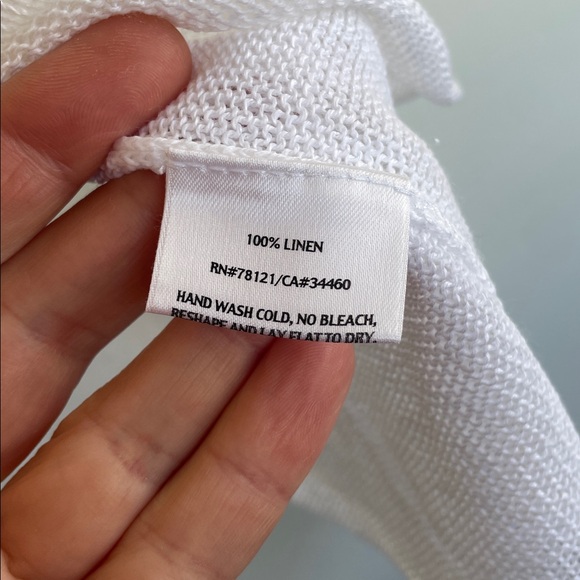 100% LINEN
RN#78121/CA#34460
HAND WASH COLD, NO BLEACH,
RESHAPE AND LAY FLAT TO DRY.